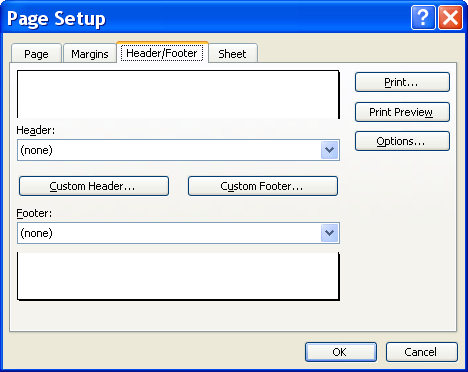 Page Setup
Page Margins Header/Footer Sheet
Print...
Print Preview
Header:
(none)
Options...
Custom Header... Custom Footer...
Footer:
(none)
OK Cancel